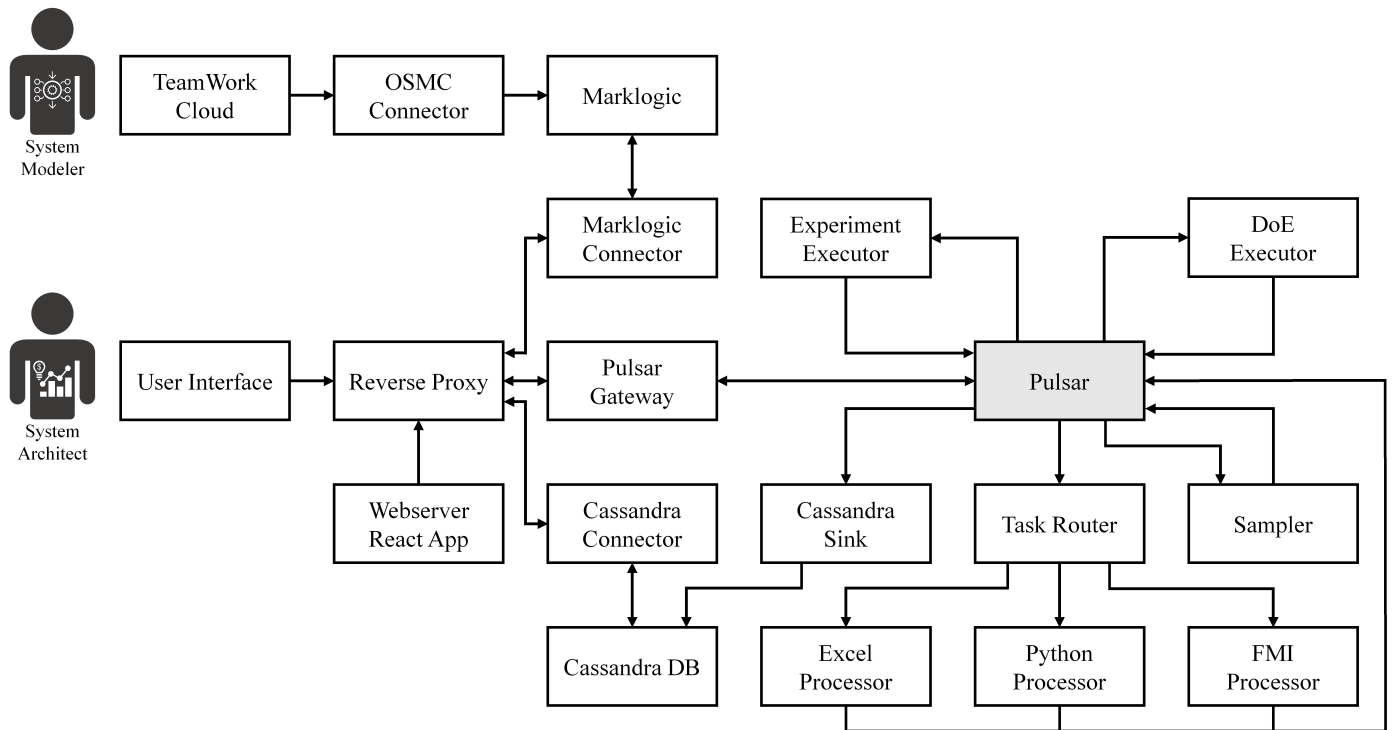 TeamWork
Cloud
OSMC
Connector
Marklogic
System
Modeler
Marklogic
Connector
Experiment
Executor
DoE
Executor
User Interface
Reverse Proxy
Pulsar
Gateway
Pulsar
$
System
Architect
Webserver
React App
Cassandra
Connector
Cassandra
Sink
Task Router
Sampler
Cassandra DB
Excel
Processor
Python
Processor
FMI
Processor